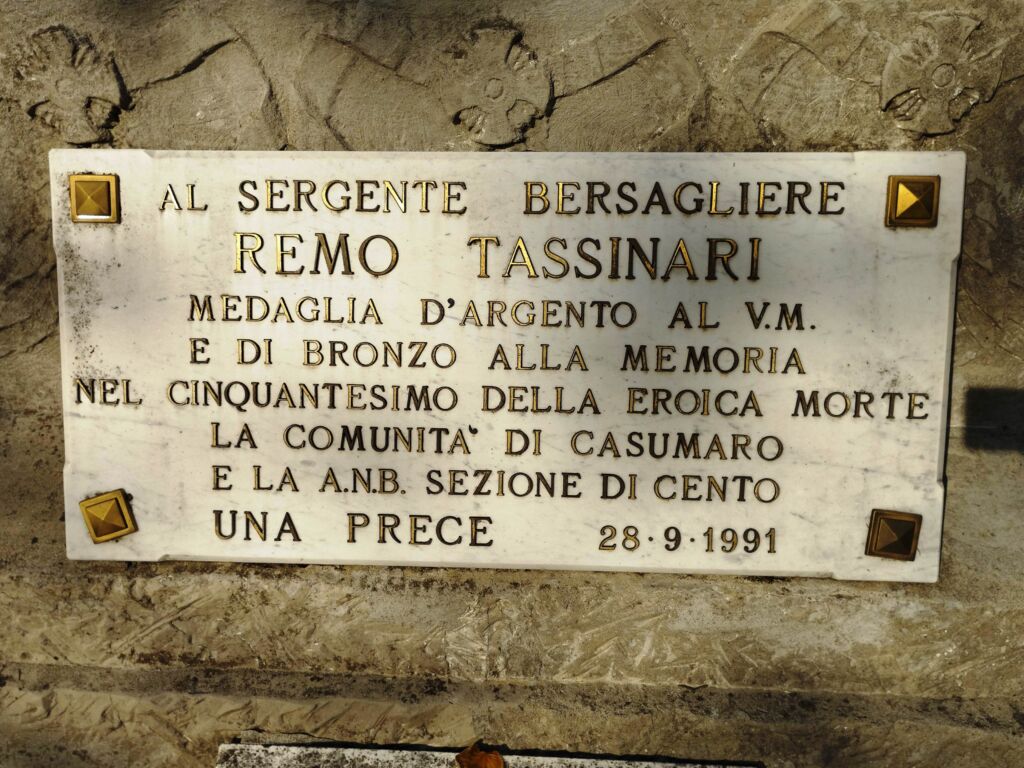 AL SERGENTE BERSAGLIERE
REMO TASSINARI
MEDAGLIA D'ARGENTO AL V.M.
E DI BRONZO ALLA MEMORIA
NEL CINQUANTESIMO DELLA EROICA MORTE
LA COMUNITA' DI CASUMARO
E LA A.N.B. SEZIONE DI CENTO
UNA PRECE 28·9·1991